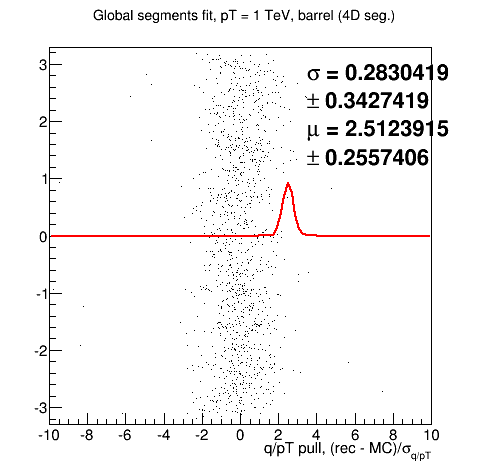 Global segments fit, pT = 1 TeV, barrel (4D seg.)
σ = 0.2830419
± 0.3427419
μ = 2.5123915
± 0.2557406
3
2
1
0
-1
-2
-3
-10 -8 -6 -4 -2 0 2 4 6 8 10
q/pT pull, (rec - MC)/σq/pT